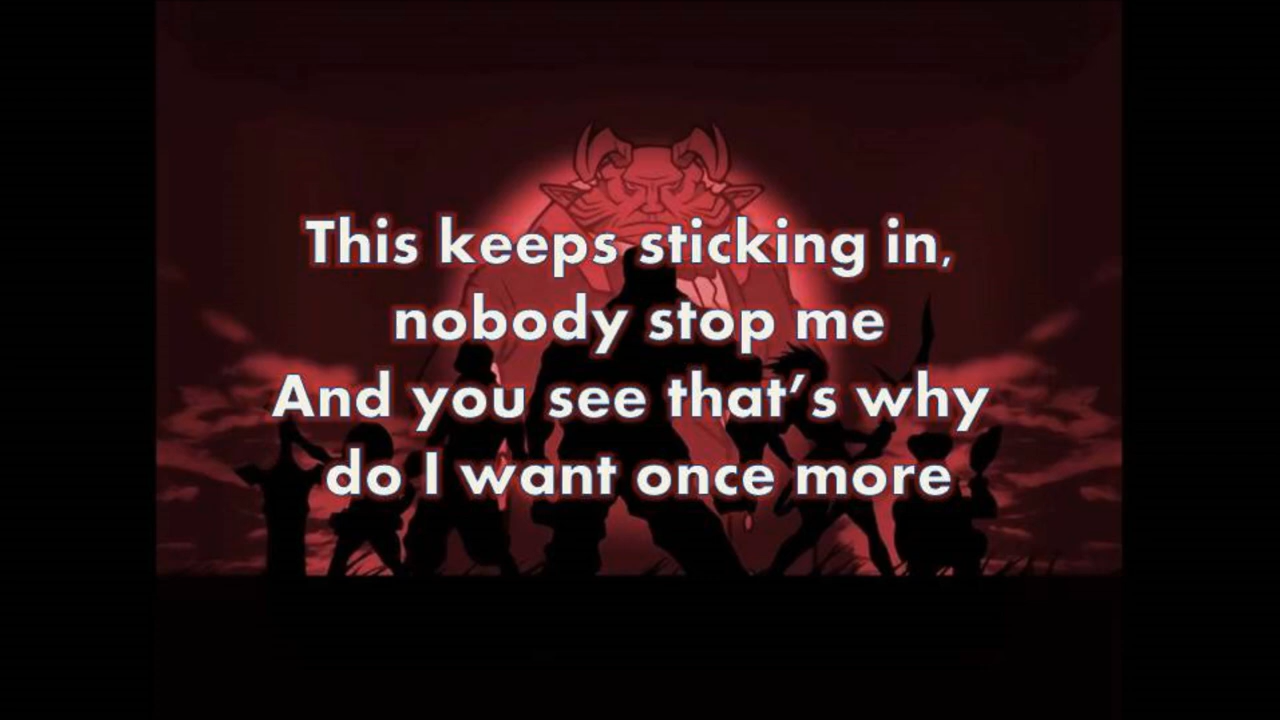 This keeps sticking in,
nobody stop me
And you see that’s why
do I want once more